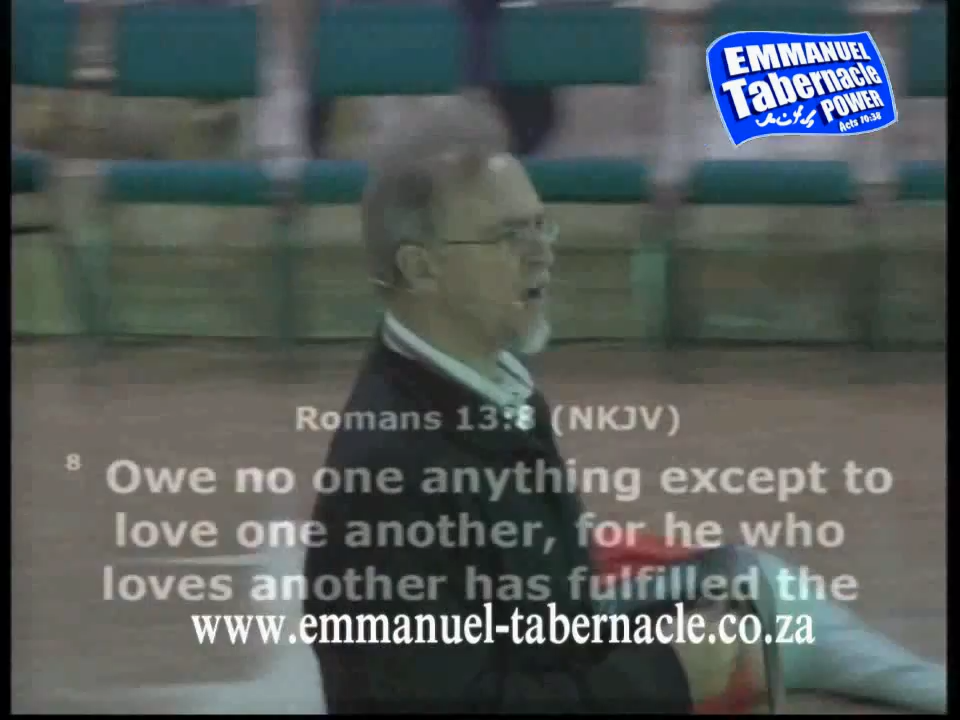 EMMANUEL
Tabernacle
with POWER
Acts 10:38
Romans 13:8 (NKJV)
8 Owe no one anything except to
love one another, for he who
loves another has fulfilled the
www.emmanuel-tabernacle.co.za